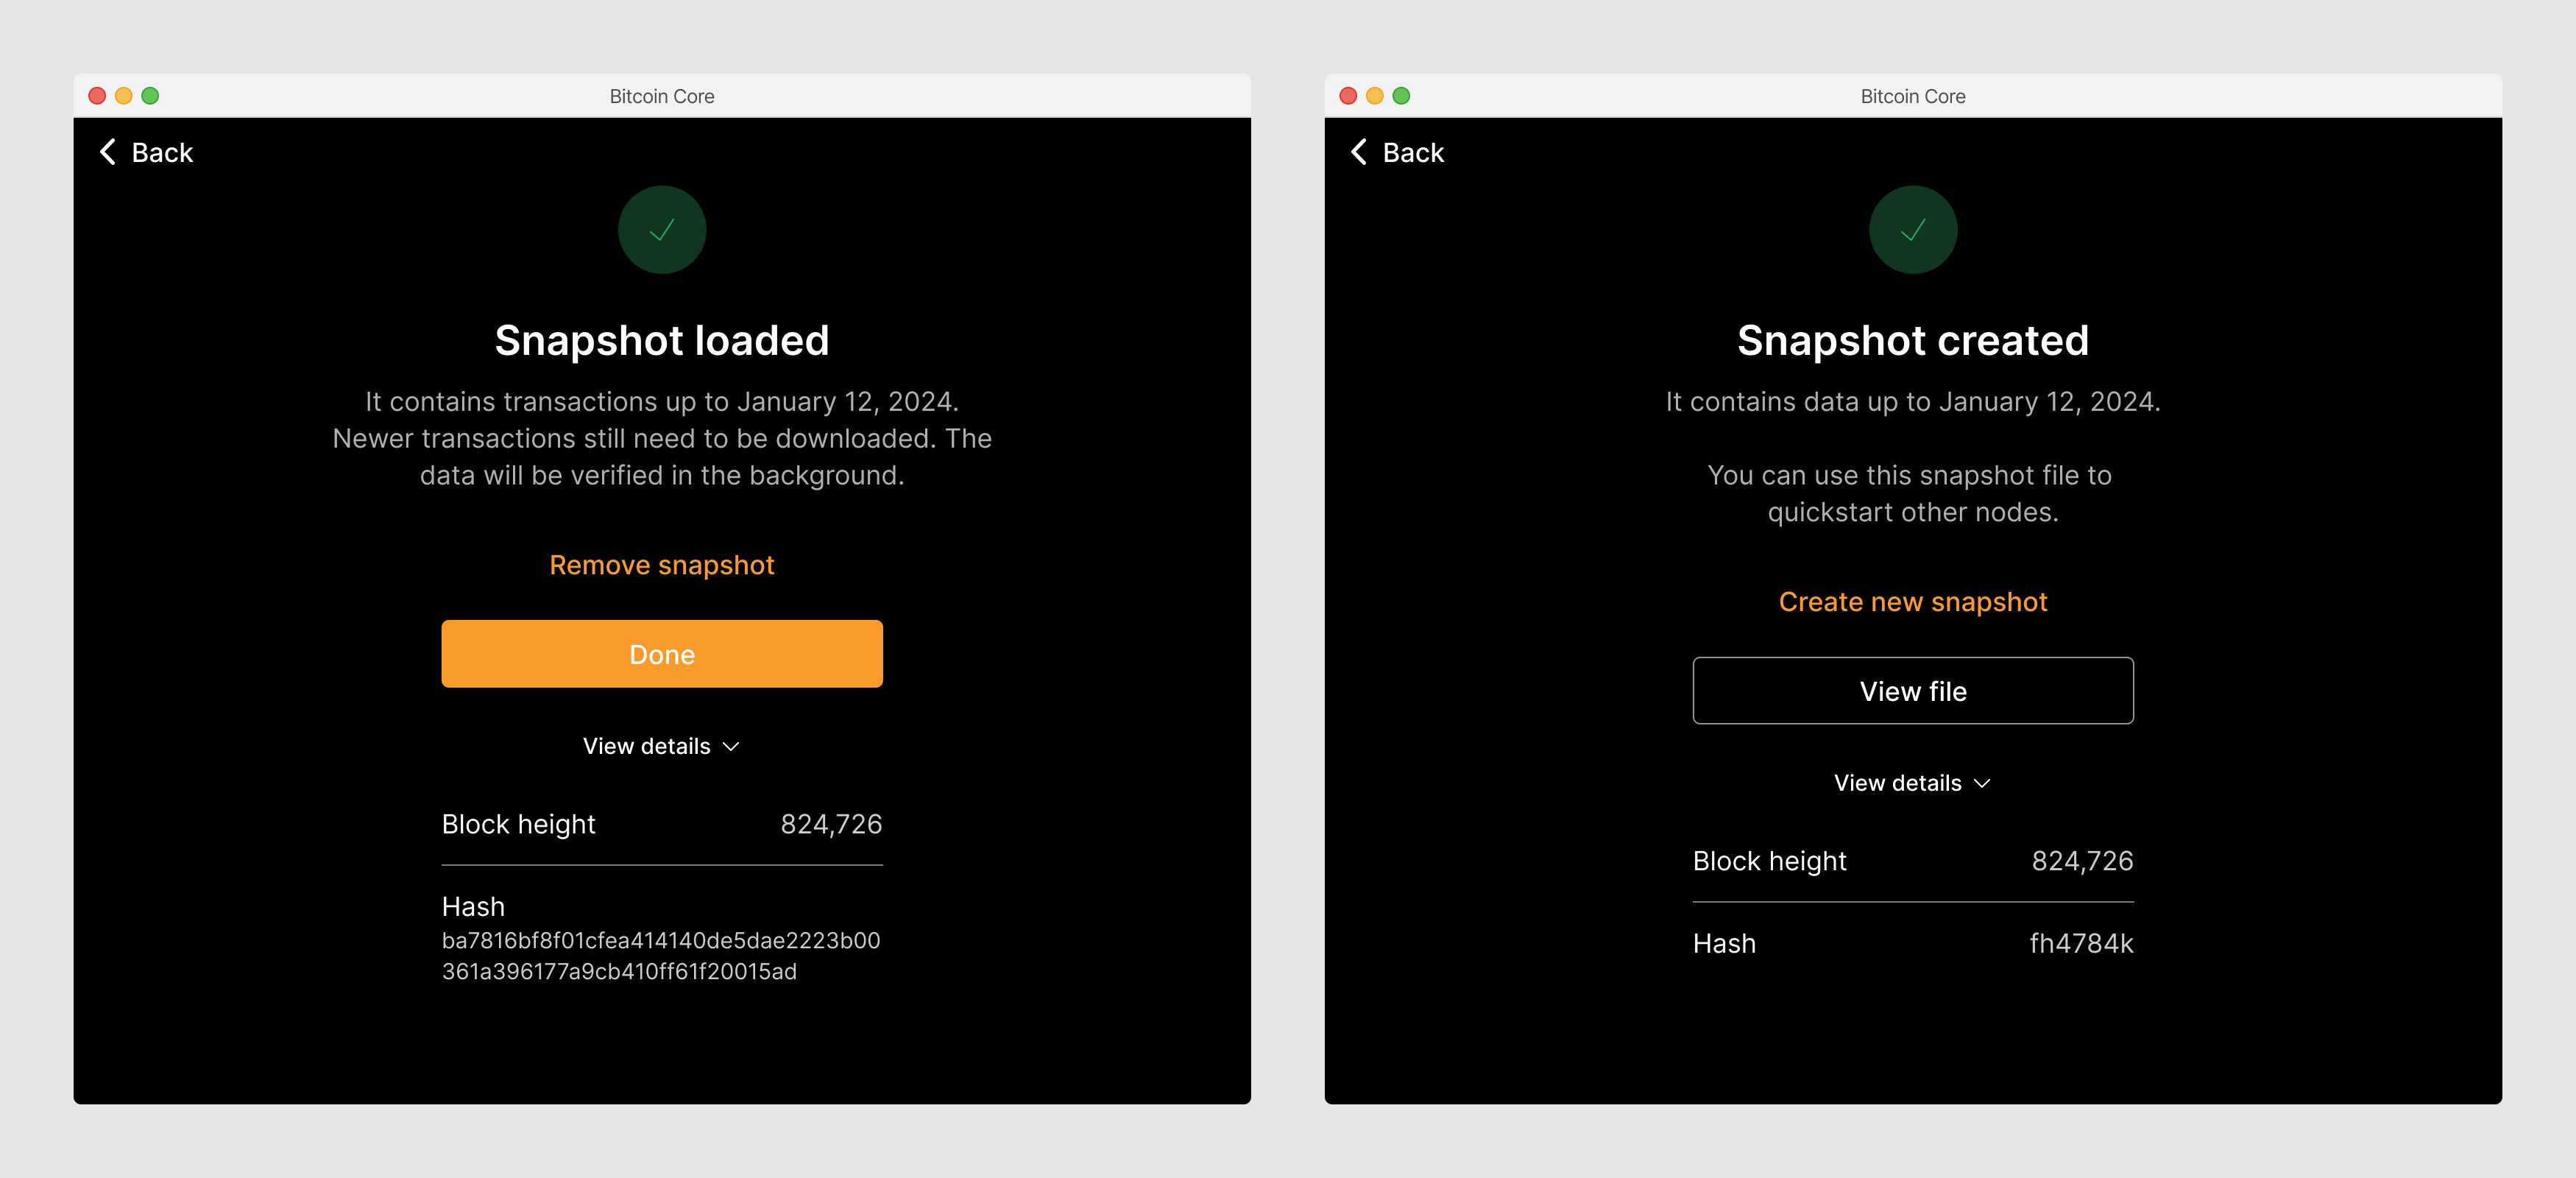 Bitcoin Core
Back
Snapshot loaded
It contains transactions up to January 12, 2024.
Newer transactions still need to be downloaded. The
data will be verified in the background.
Remove snapshot
Done
View details
Block height 824,726
Hash
ba7816bf8f01cfea414140de5dae2223b00
361a396177a9cb410ff61f20015ad
Bitcoin Core
Back
Snapshot created
It contains data up to January 12, 2024.
You can use this snapshot file to
quickstart other nodes.
Create new snapshot
View file
View details
Block height 824,726
Hash fh4784k